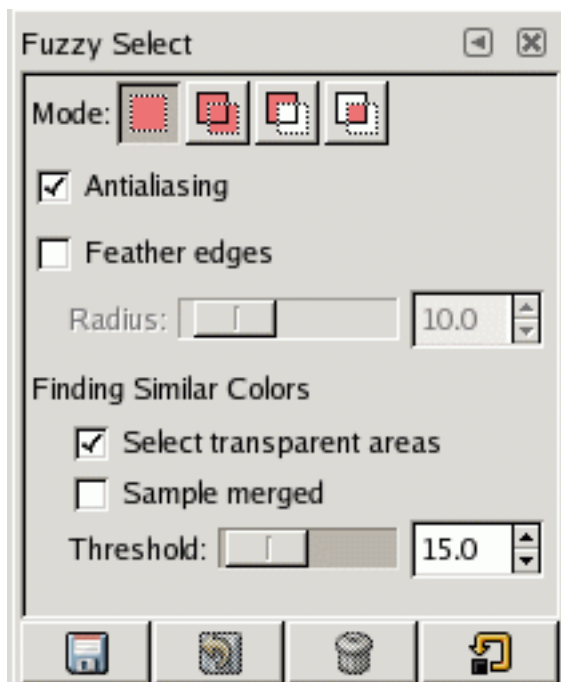 Fuzzy Select
Mode:
Antialiasing
Feather edges
Radius: 10.0
Finding Similar Colors
Select transparent areas
Sample merged
Threshold: 15.0